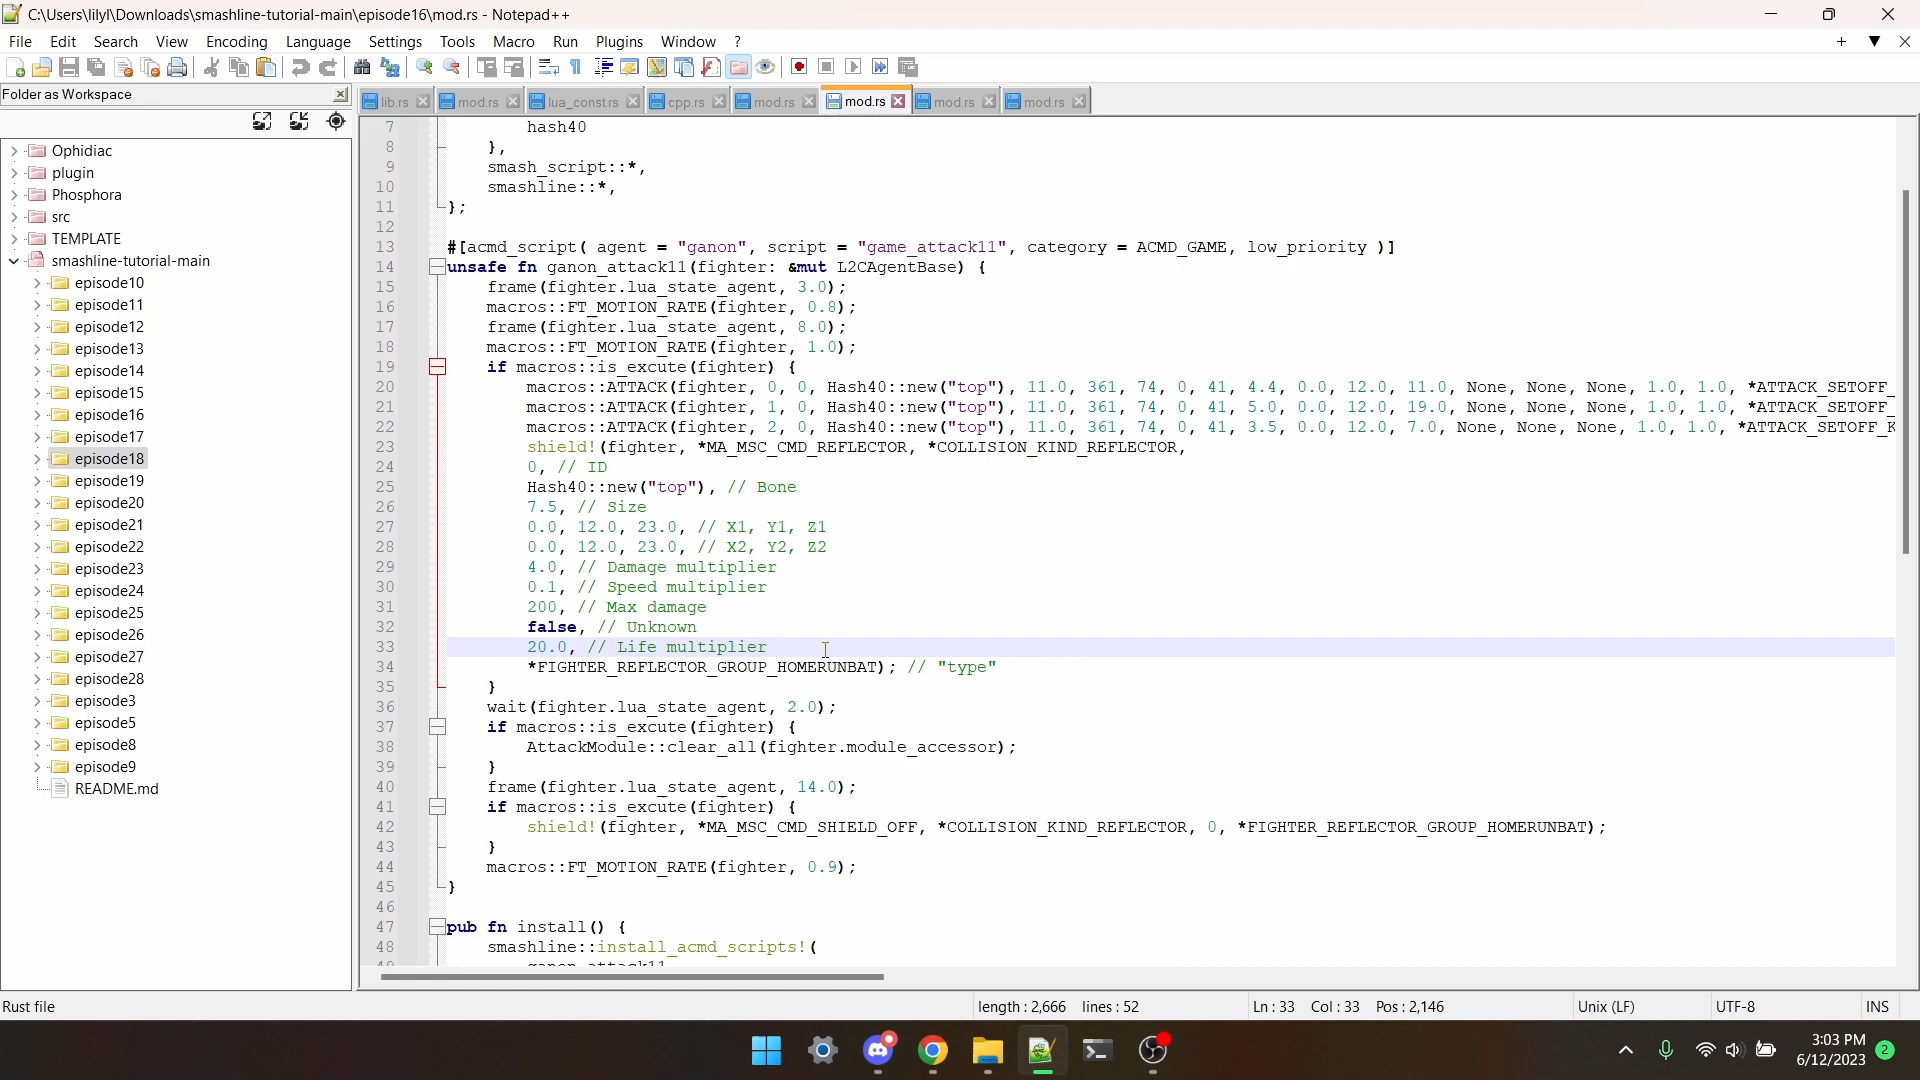 C:\Users\lilyl\Downloads\smashline-tutorial-main\episode16\mod.rs - Notepad++
File Edit Search View Encoding Language Settings Tools Macro Run Plugins Window ?
Folder as Workspace
lib.rs mod.rs lua_const.rs cpp.rs mod.rs mod.rs mod.rs mod.rs
Ophidiac
plugin
Phosphora
src
TEMPLATE
smashline-tutorial-main
episode10
episode11
episode12
episode13
episode14
episode15
episode16
episode17
episode18
episode19
episode20
episode21
episode22
episode23
episode24
episode25
episode26
episode27
episode28
episode3
episode5
episode8
episode9
README.md
7 hash40
8 },
9 smash_script::*,
10 smashline::*,
11 };
12
13 #[acmd_script( agent = "ganon", script = "game_attack11", category = ACMD_GAME, low_priority )]
14 unsafe fn ganon_attack11(fighter: &mut L2CAgentBase) {
15 frame(fighter.lua_state_agent, 3.0);
16 macros::FT_MOTION_RATE(fighter, 0.8);
17 frame(fighter.lua_state_agent, 8.0);
18 macros::FT_MOTION_RATE(fighter, 1.0);
19 if macros::is_excute(fighter) {
20 macros::ATTACK(fighter, 0, 0, Hash40::new("top"), 11.0, 361, 74, 0, 41, 4.4, 0.0, 12.0, 11.0, None, None, None, 1.0, 1.0, *ATTACK_SETOFF_
21 macros::ATTACK(fighter, 1, 0, Hash40::new("top"), 11.0, 361, 74, 0, 41, 5.0, 0.0, 12.0, 19.0, None, None, None, 1.0, 1.0, *ATTACK_SETOFF_
22 macros::ATTACK(fighter, 2, 0, Hash40::new("top"), 11.0, 361, 74, 0, 41, 3.5, 0.0, 12.0, 7.0, None, None, None, 1.0, 1.0, *ATTACK_SETOFF_K
23 shield!(fighter, *MA_MSC_CMD_REFLECTOR, *COLLISION_KIND_REFLECTOR,
24 0, // ID
25 Hash40::new("top"), // Bone
26 7.5, // Size
27 0.0, 12.0, 23.0, // X1, Y1, Z1
28 0.0, 12.0, 23.0, // X2, Y2, Z2
29 4.0, // Damage multiplier
30 0.1, // Speed multiplier
31 200, // Max damage
32 false, // Unknown
33 20.0, // Life multiplier
34 *FIGHTER_REFLECTOR_GROUP_HOMERUNBAT); // "type"
35 }
36 wait(fighter.lua_state_agent, 2.0);
37 if macros::is_excute(fighter) {
38 AttackModule::clear_all(fighter.module_accessor);
39 }
40 frame(fighter.lua_state_agent, 14.0);
41 if macros::is_excute(fighter) {
42 shield!(fighter, *MA_MSC_CMD_SHIELD_OFF, *COLLISION_KIND_REFLECTOR, 0, *FIGHTER_REFLECTOR_GROUP_HOMERUNBAT);
43 }
44 macros::FT_MOTION_RATE(fighter, 0.9);
45 }
46
47 pub fn install() {
48 smashline::install_acmd_scripts!(
Rust file length : 2,666 lines : 52 Ln : 33 Col : 33 Pos : 2,146 Unix (LF) UTF-8 INS
3:03 PM
6/12/2023
2